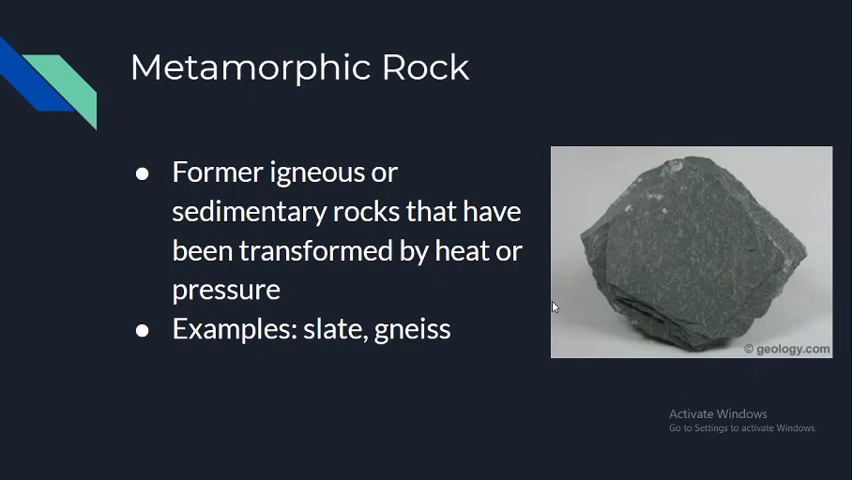 Metamorphic Rock
● Former igneous or
sedimentary rocks that have
been transformed by heat or
pressure
● Examples: slate, gneiss
© geology.com
Activate Windows
Go to Settings to activate Windows.